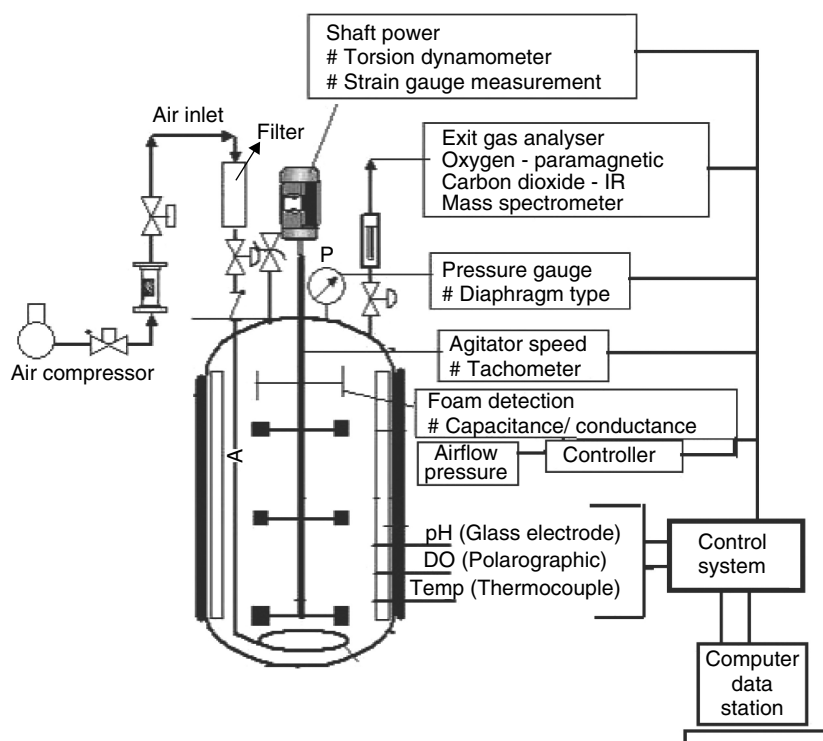 Shaft power
# Torsion dynamometer
# Strain gauge measurement
Air inlet
Filter
Exit gas analyser
Oxygen - paramagnetic
Carbon dioxide - IR
Mass spectrometer
P
Pressure gauge
# Diaphragm type
Air compressor
Agitator speed
# Tachometer
Foam detection
# Capacitance/ conductance
A
Airflow
pressure
Controller
pH (Glass electrode)
DO (Polarographic)
Temp (Thermocouple)
Control
system
Computer
data
station